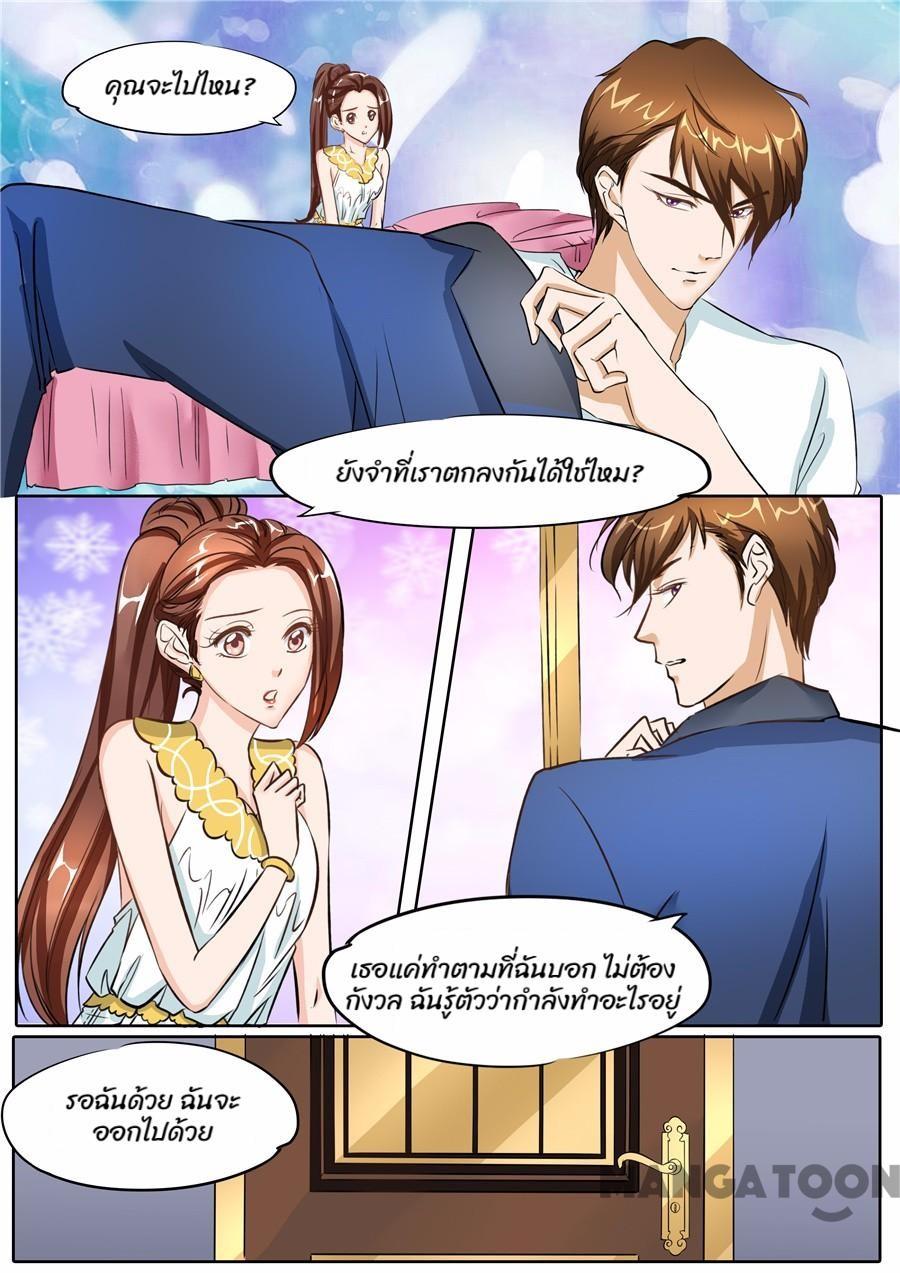 คุณจะไปไหน?
ยังจำที่เราตกลงกันได้ใช่ไหม?
เธอแค่ทำตามที่ฉันบอก ไม่ต้อง
กังวล ฉันรู้ตัวว่ากำลังทำอะไรอยู่
รอฉันด้วย ฉันจะ
ออกไปด้วย
MANGATOON